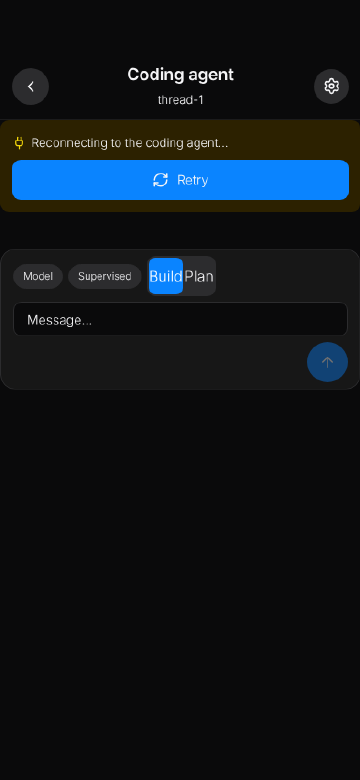 Coding agent
thread-1
Reconnecting to the coding agent...
Retry
Model Supervised Build Plan
Message...